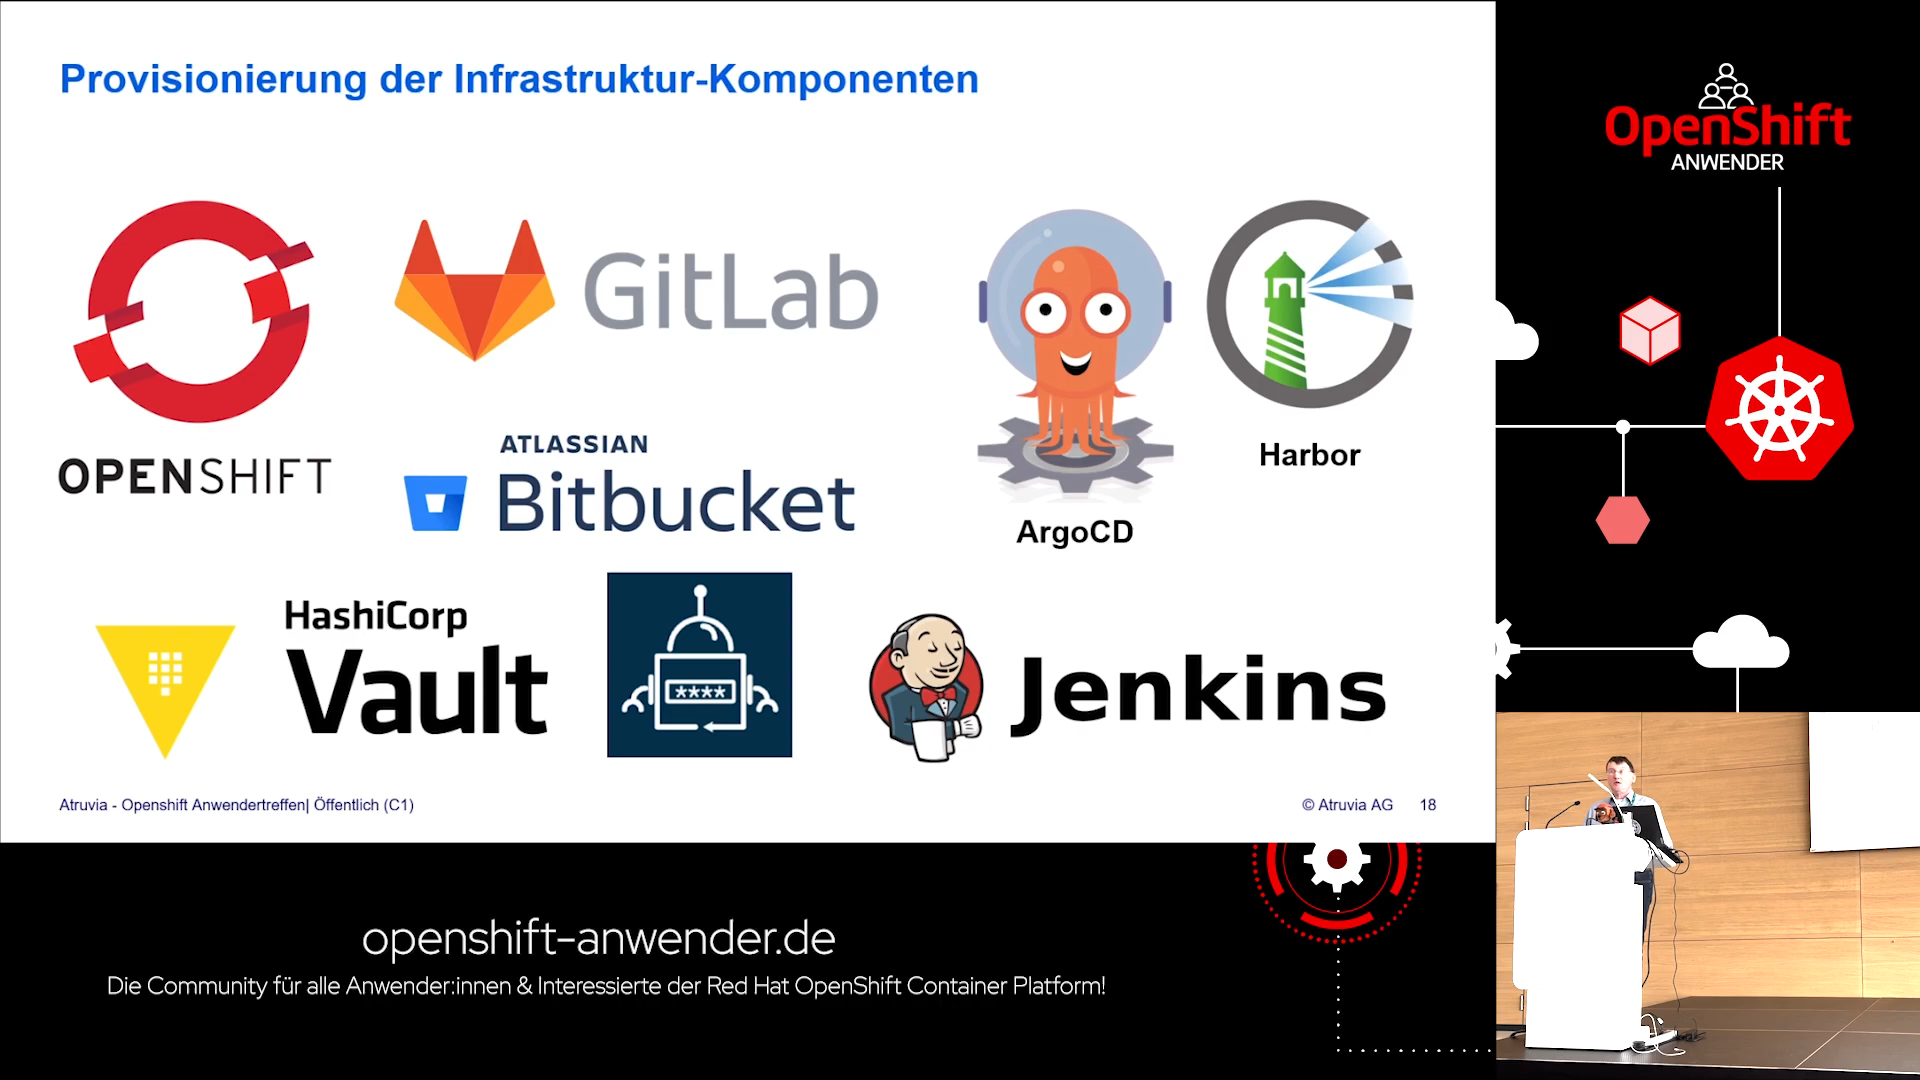 Provisionierung der Infrastruktur-Komponenten
OPENSHIFT
GitLab
ATLASSIAN
Bitbucket
ArgoCD
Harbor
HashiCorp
Vault
****
Jenkins
Atruvia - Openshift Anwendertreffen| Öffentlich (C1)
© Atruvia AG
18
OpenShift
ANWENDER
openshift-anwender.de
Die Community für alle Anwender:innen & Interessierte der Red Hat OpenShift Container Platform!